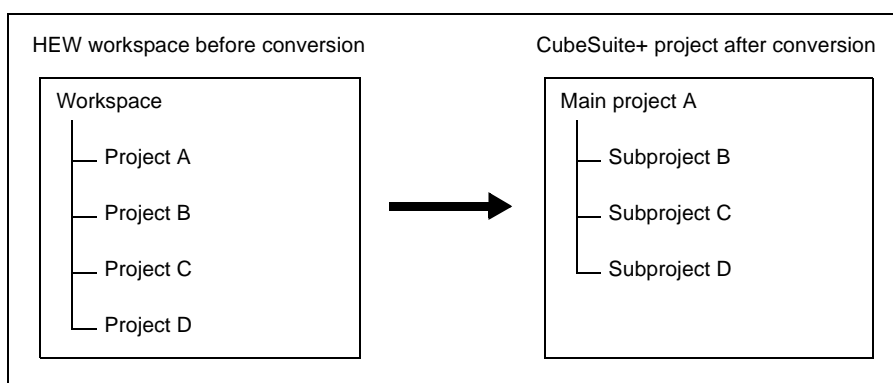 HEW workspace before conversion
CubeSuite+ project after conversion
Workspace
Project A
Project B
Project C
Project D
Main project A
Subproject B
Subproject C
Subproject D